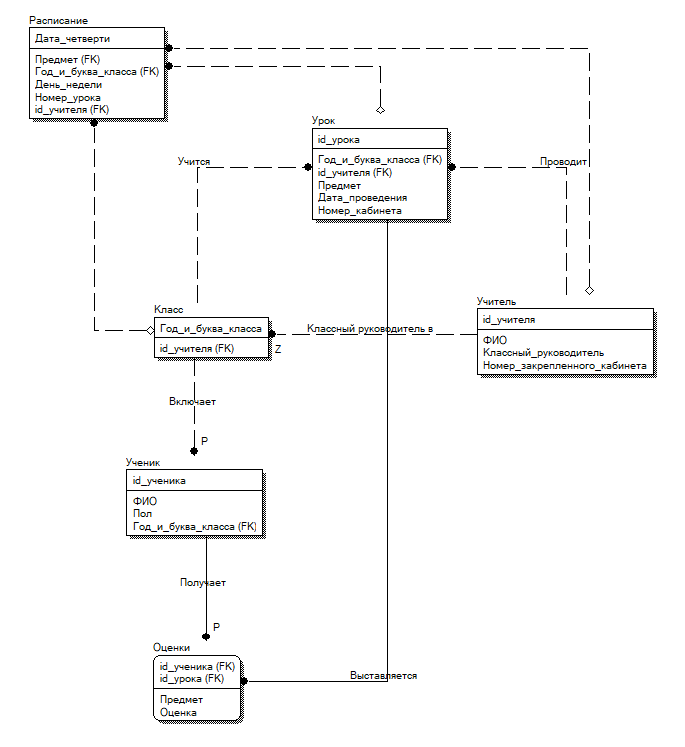 Расписание
Дата_четверти
Предмет (FK)
Год_и_буква_класса (FK)
День_недели
Номер_урока
id_учителя (FK)
Урок
id_урока
Год_и_буква_класса (FK)
id_учителя (FK)
Предмет
Дата_проведения
Номер_кабинета
Учится
Проводит
Класс
Год_и_буква_класса
id_учителя (FK)
Z
Классный руководитель в
Учитель
id_учителя
ФИО
Классный_руководитель
Номер_закрепленного_кабинета
Включает
P
Ученик
id_ученика
ФИО
Пол
Год_и_буква_класса (FK)
Получает
P
Оценки
id_ученика (FK)
id_урока (FK)
Предмет
Оценка
Выставляется